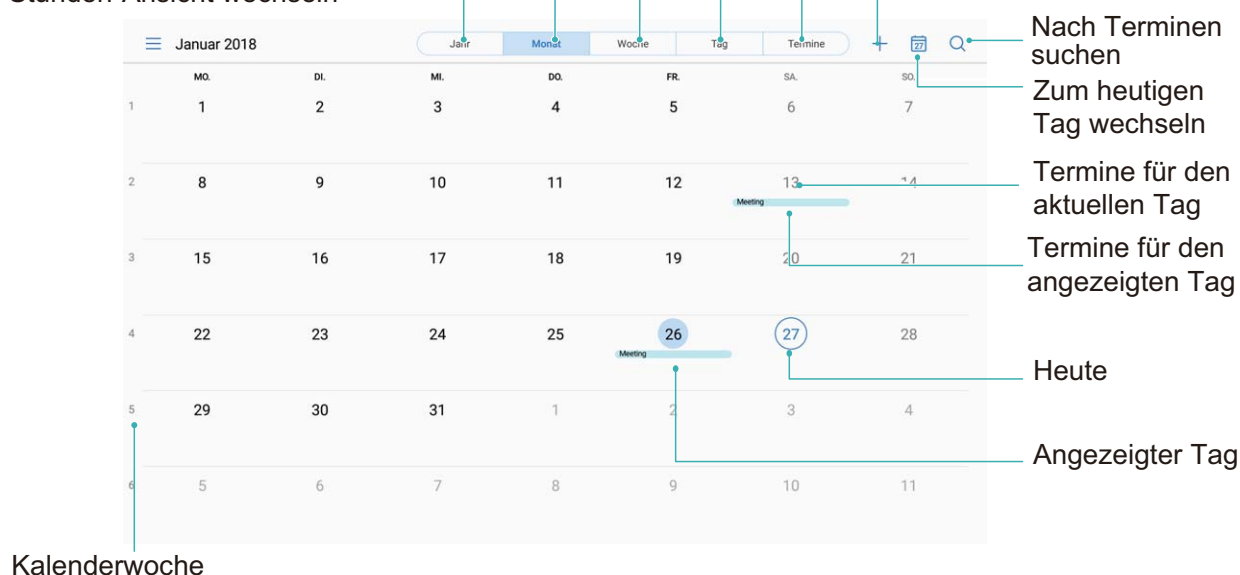 Stunden-Ansicht wechseln
Januar 2018 Jahr Monat Woche Tag Termine 27
Nach Terminen
suchen
Zum heutigen
Tag wechseln
MO. DI. MI. DO. FR. SA. SO.
1 1 2 3 4 5 6 7
2 8 9 10 11 12 13 14
Meeting
Termine für den
aktuellen Tag
3 15 16 17 18 19 20 21
Termine für den
angezeigten Tag
4 22 23 24 25 26 27 28
Meeting
Heute
5 29 30 31 1 2 3 4
Angezeigter Tag
6 5 6 7 8 9 10 11
Kalenderwoche